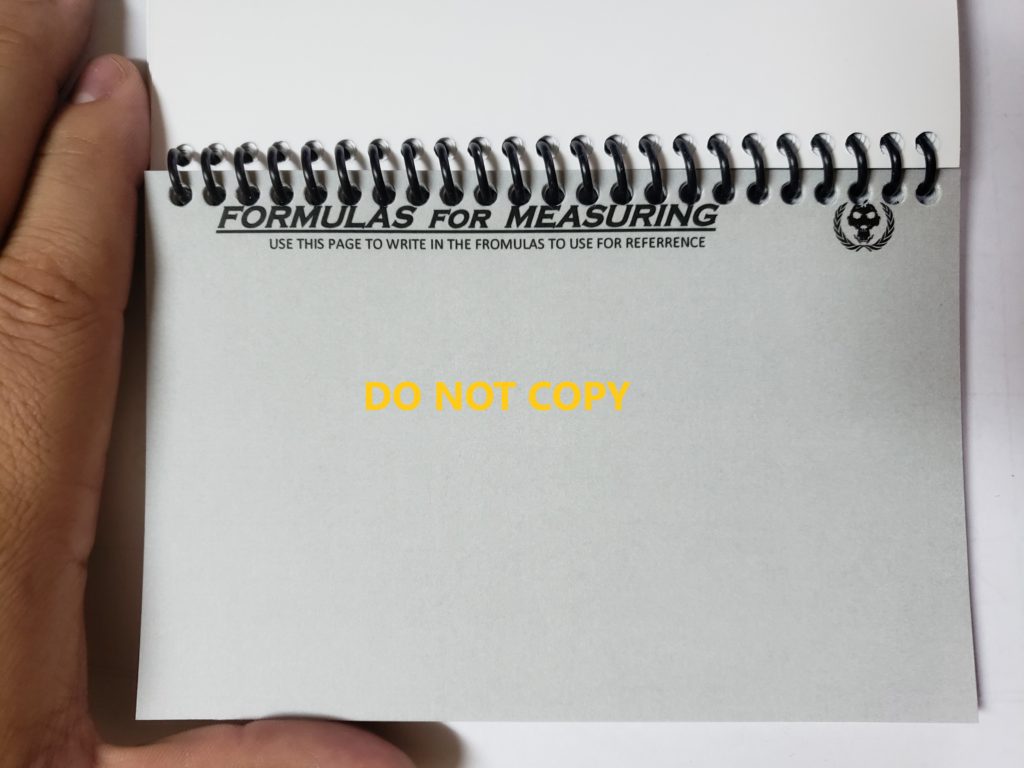 FORMULAS FOR MEASURING
USE THIS PAGE TO WRITE IN THE FROMULAS TO USE FOR REFERRENCE
DO NOT COPY